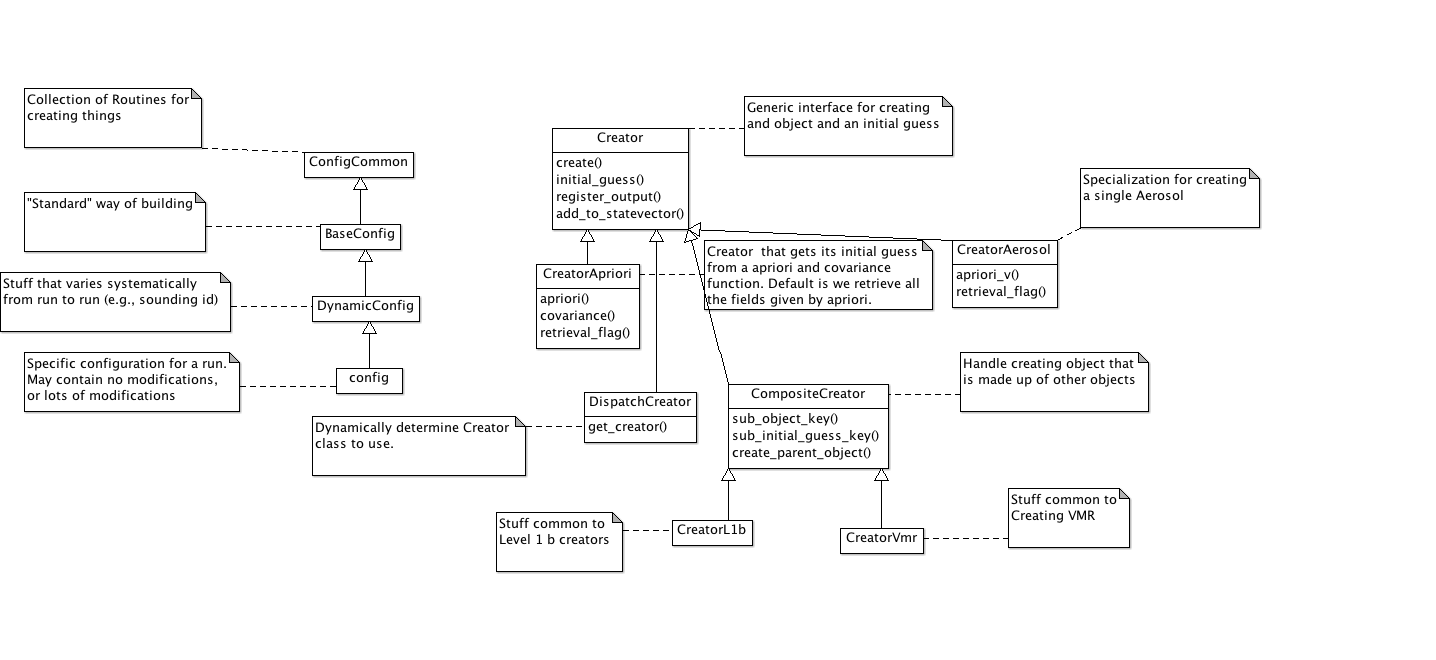 Collection of Routines for
creating things
ConfigCommon
"Standard" way of building
BaseConfig
Stuff that varies systematically
from run to run (e.g., sounding id)
DynamicConfig
Specific configuration for a run.
May contain no modifications,
or lots of modifications
config
Creator
create()
initial_guess()
register_output()
add_to_statevector()
Generic interface for creating
and object and an initial guess
Specialization for creating
a single Aerosol
CreatorApriori
apriori()
covariance()
retrieval_flag()
Creator  that gets its initial guess
from a apriori and covariance
function. Default is we retrieve all
the fields given by apriori.
CreatorAerosol
apriori_v()
retrieval_flag()
Dynamically determine Creator
class to use.
DispatchCreator
get_creator()
CompositeCreator
sub_object_key()
sub_initial_guess_key()
create_parent_object()
Handle creating object that
is made up of other objects
Stuff common to
Level 1 b creators
CreatorL1b
CreatorVmr
Stuff common to
Creating VMR